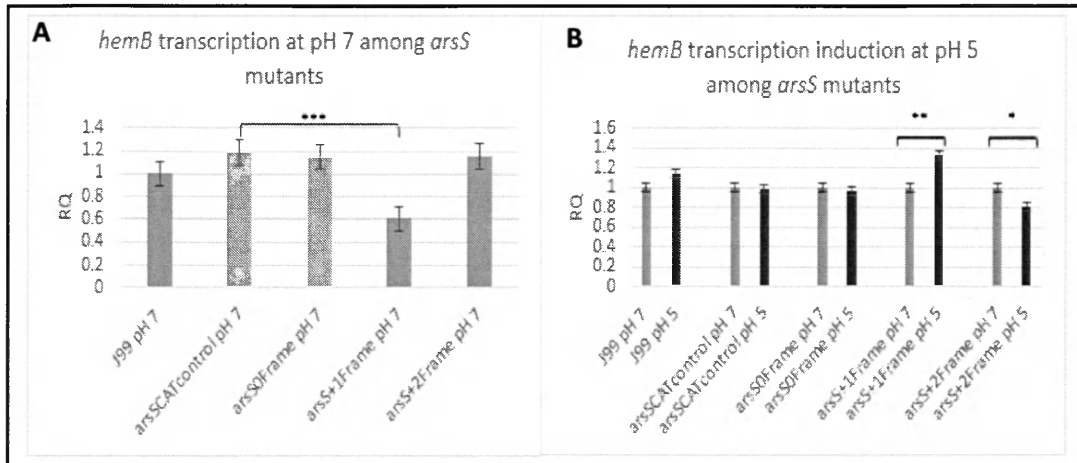 A
hemB transcription at pH 7 among arsS
mutants
***
1.4
1.2
1
0.8
0.6
0.4
0.2
0
RQ
J99 pH 7
arsSCATcontrol pH 7
arsS0Frame pH 7
arsS+1Frame pH 7
arsS+2Frame pH 7
B
hemB transcription induction at pH 5
among arsS mutants
**
*
1.6
1.4
1.2
1
0.8
0.6
0.4
0.2
0
RQ
J99 pH 7
J99 pH 5
arsSCATcontrol pH 7
arsSCATcontrol pH 5
arsS0Frame pH 7
arsS0Frame pH 5
arsS+1Frame pH 7
arsS+1Frame pH 5
arsS+2Frame pH 7
arsS+2Frame pH 5